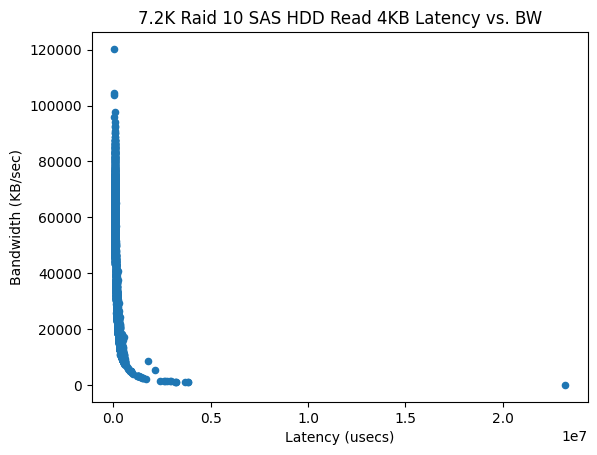 7.2K Raid 10 SAS HDD Read 4KB Latency vs. BW
120000
100000
80000
60000
40000
20000
0
Bandwidth (KB/sec)
0.0 0.5 1.0 1.5 2.0
1e7
Latency (usecs)